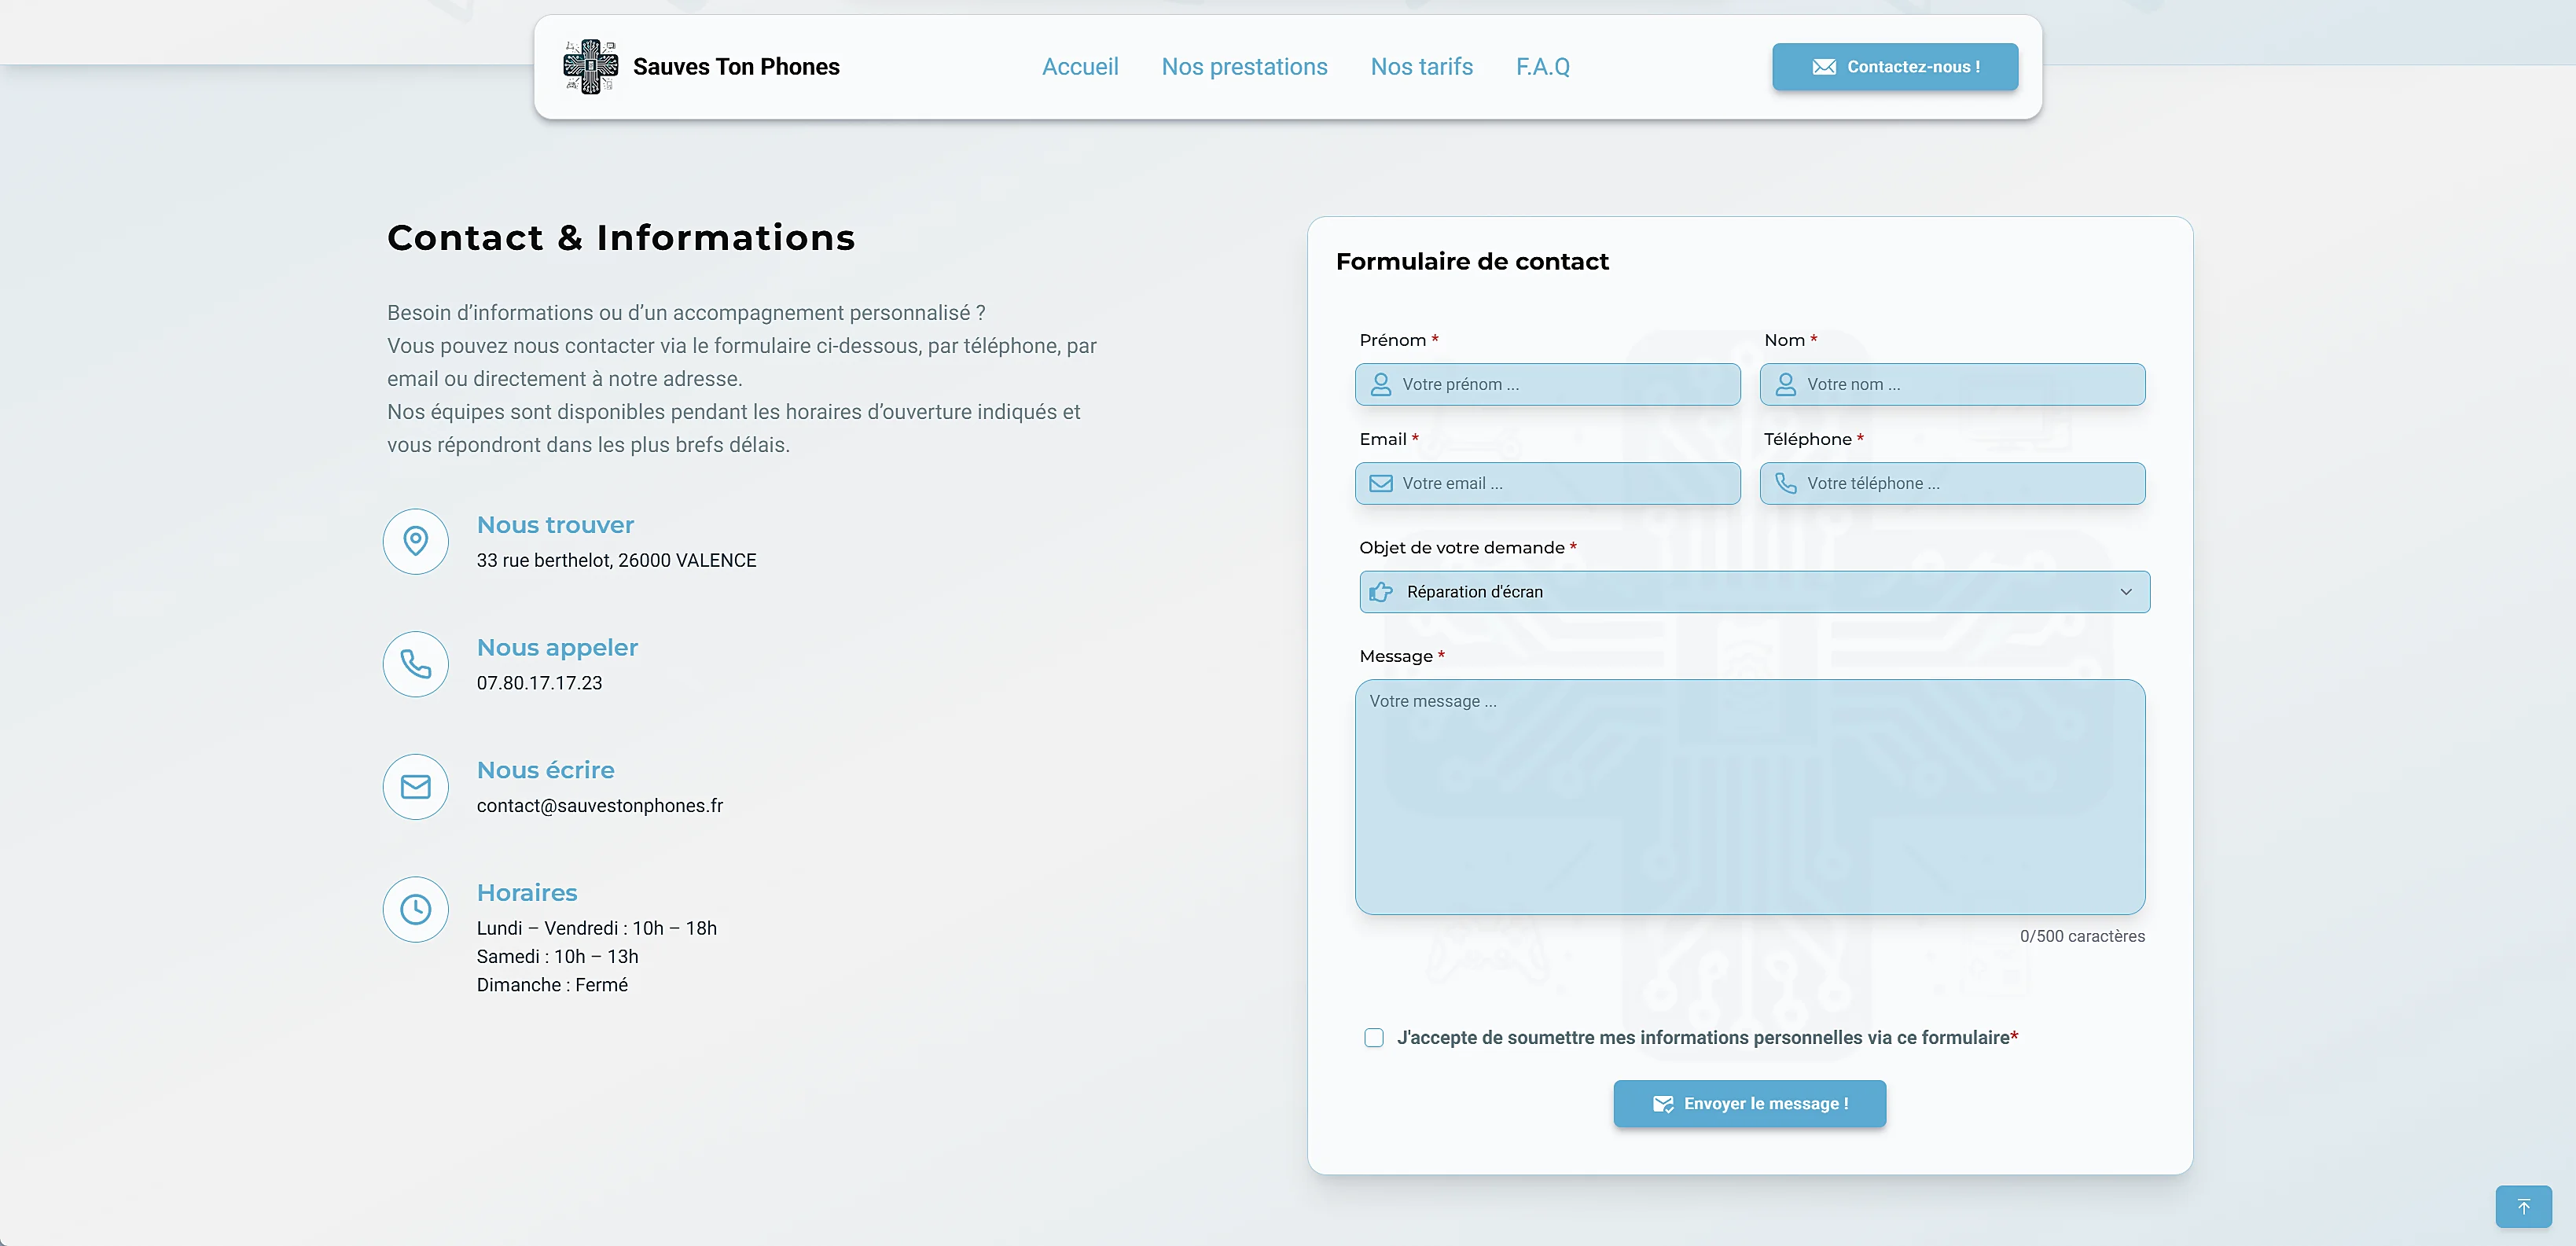 Sauves Ton Phones
Accueil
Nos prestations
Nos tarifs
F.A.Q
Contactez-nous !
Contact & Informations
Besoin d’informations ou d’un accompagnement personnalisé ?
Vous pouvez nous contacter via le formulaire ci-dessous, par téléphone, par
email ou directement à notre adresse.
Nos équipes sont disponibles pendant les horaires d’ouverture indiqués et
vous répondront dans les plus brefs délais.
Nous trouver
33 rue berthelot, 26000 VALENCE
Nous appeler
07.80.17.17.23
Nous écrire
contact@sauvestonphones.fr
Horaires
Lundi – Vendredi : 10h – 18h
Samedi : 10h – 13h
Dimanche : Fermé
Formulaire de contact
Prénom *
Votre prénom ...
Nom *
Votre nom ...
Email *
Votre email ...
Téléphone *
Votre téléphone ...
Objet de votre demande *
Réparation d'écran
Message *
Votre message ...
0/500 caractères
J'accepte de soumettre mes informations personnelles via ce formulaire*
Envoyer le message !